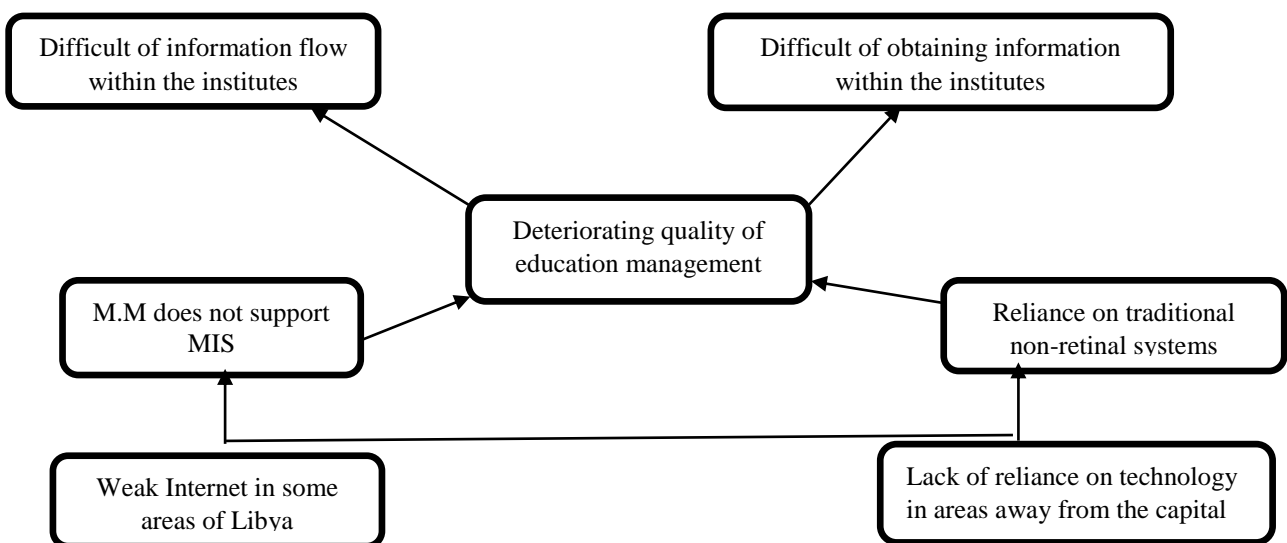 Difficult of information flow
within the institutes
Difficult of obtaining information
within the institutes
Deteriorating quality of
education management
M.M does not support
MIS
Reliance on traditional
non-retinal systems
Weak Internet in some
areas of Libya
Lack of reliance on technology
in areas away from the capital